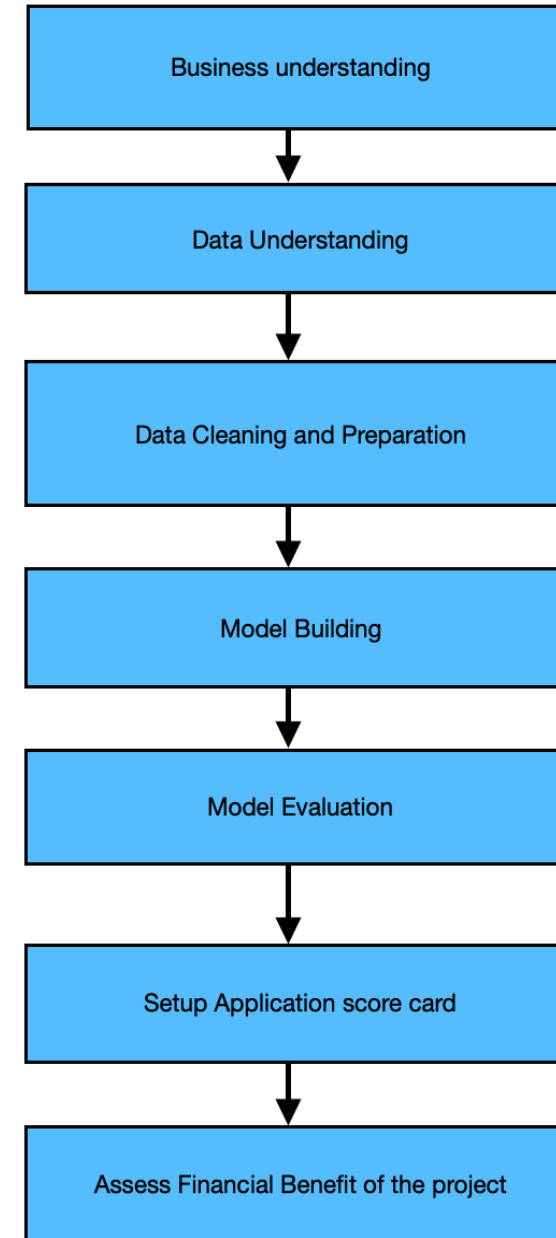 Business understanding
Data Understanding
Data Cleaning and Preparation
Model Building
Model Evaluation
Setup Application score card
Assess Financial Benefit of the project